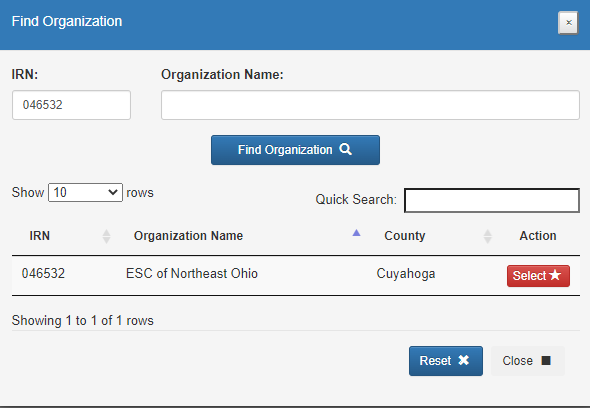 Find Organization ×
IRN: Organization Name:
046532
Find Organization
Show 10 rows Quick Search:
IRN Organization Name County Action
046532 ESC of Northeast Ohio Cuyahoga Select
Showing 1 to 1 of 1 rows
Reset Close